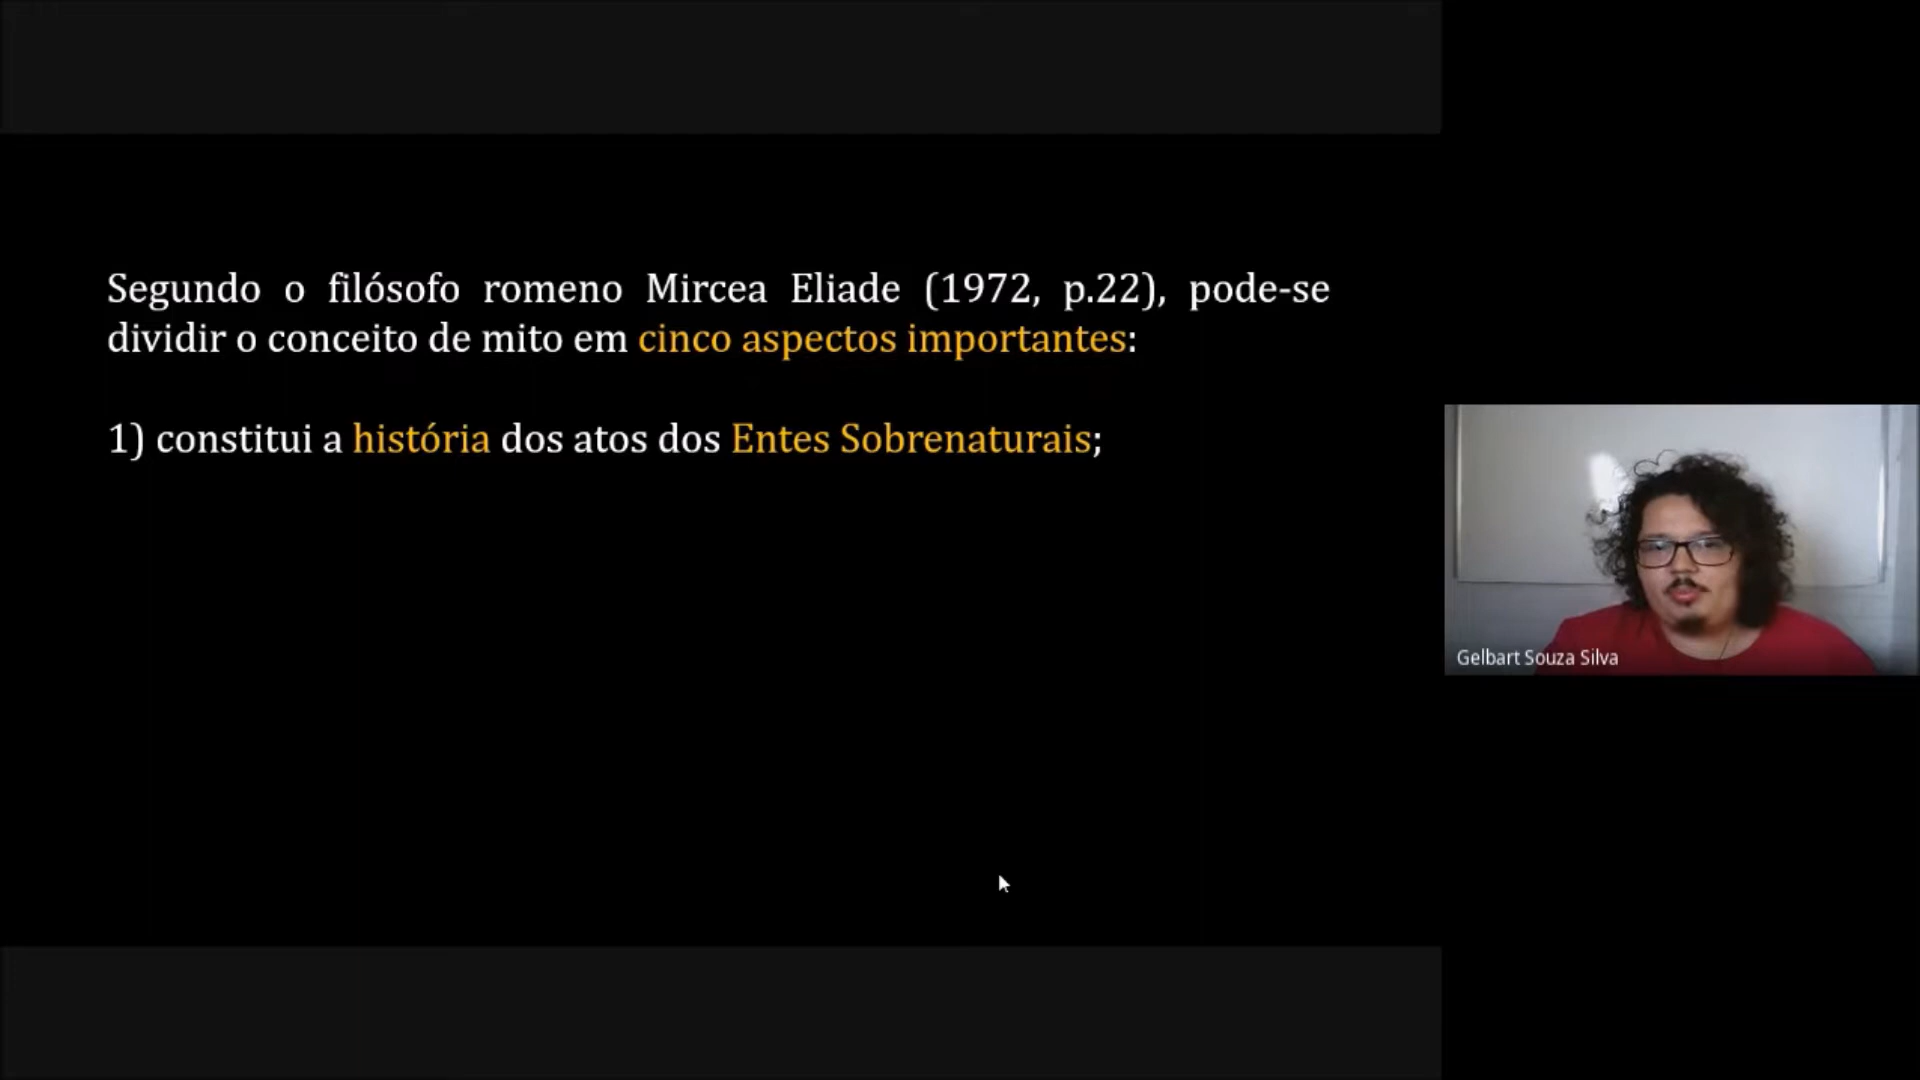 Segundo o filósofo romeno Mircea Eliade (1972, p.22), pode-se
dividir o conceito de mito em cinco aspectos importantes:
1) constitui a história dos atos dos Entes Sobrenaturais;
Gelbart Souza Silva